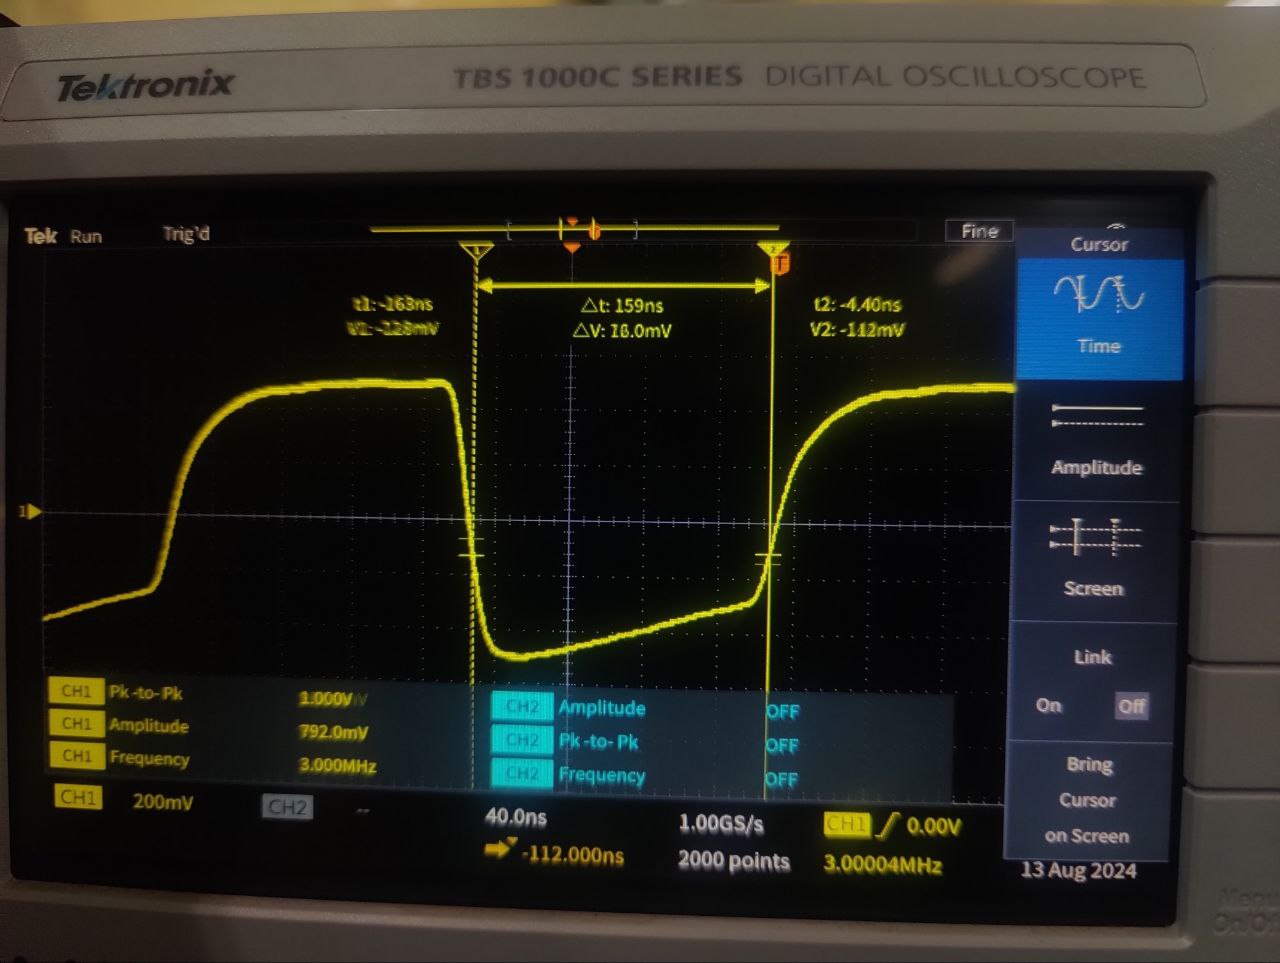 Tektronix TBS 1000C SERIES DIGITAL OSCILLOSCOPE
Tek Run Trig'd Fine
Cursor
1 2
T
t1: -163ns △t: 159ns t2: -4.40ns
V1: -128mV △V: 16.0mV V2: -112mV
Time
Amplitude
1
Screen
Link
On Off
CH1 Pk-to-Pk 1.000V CH2 Amplitude OFF
CH1 Amplitude 792.0mV CH2 Pk-to-Pk OFF
CH1 Frequency 3.000MHz CH2 Frequency OFF
Bring
Cursor
on Screen
CH1 200mV CH2 -- 40.0ns 1.00GS/s CH1 0.00V
-112.000ns 2000 points 3.00004MHz
13 Aug 2024
Menu
On/Off